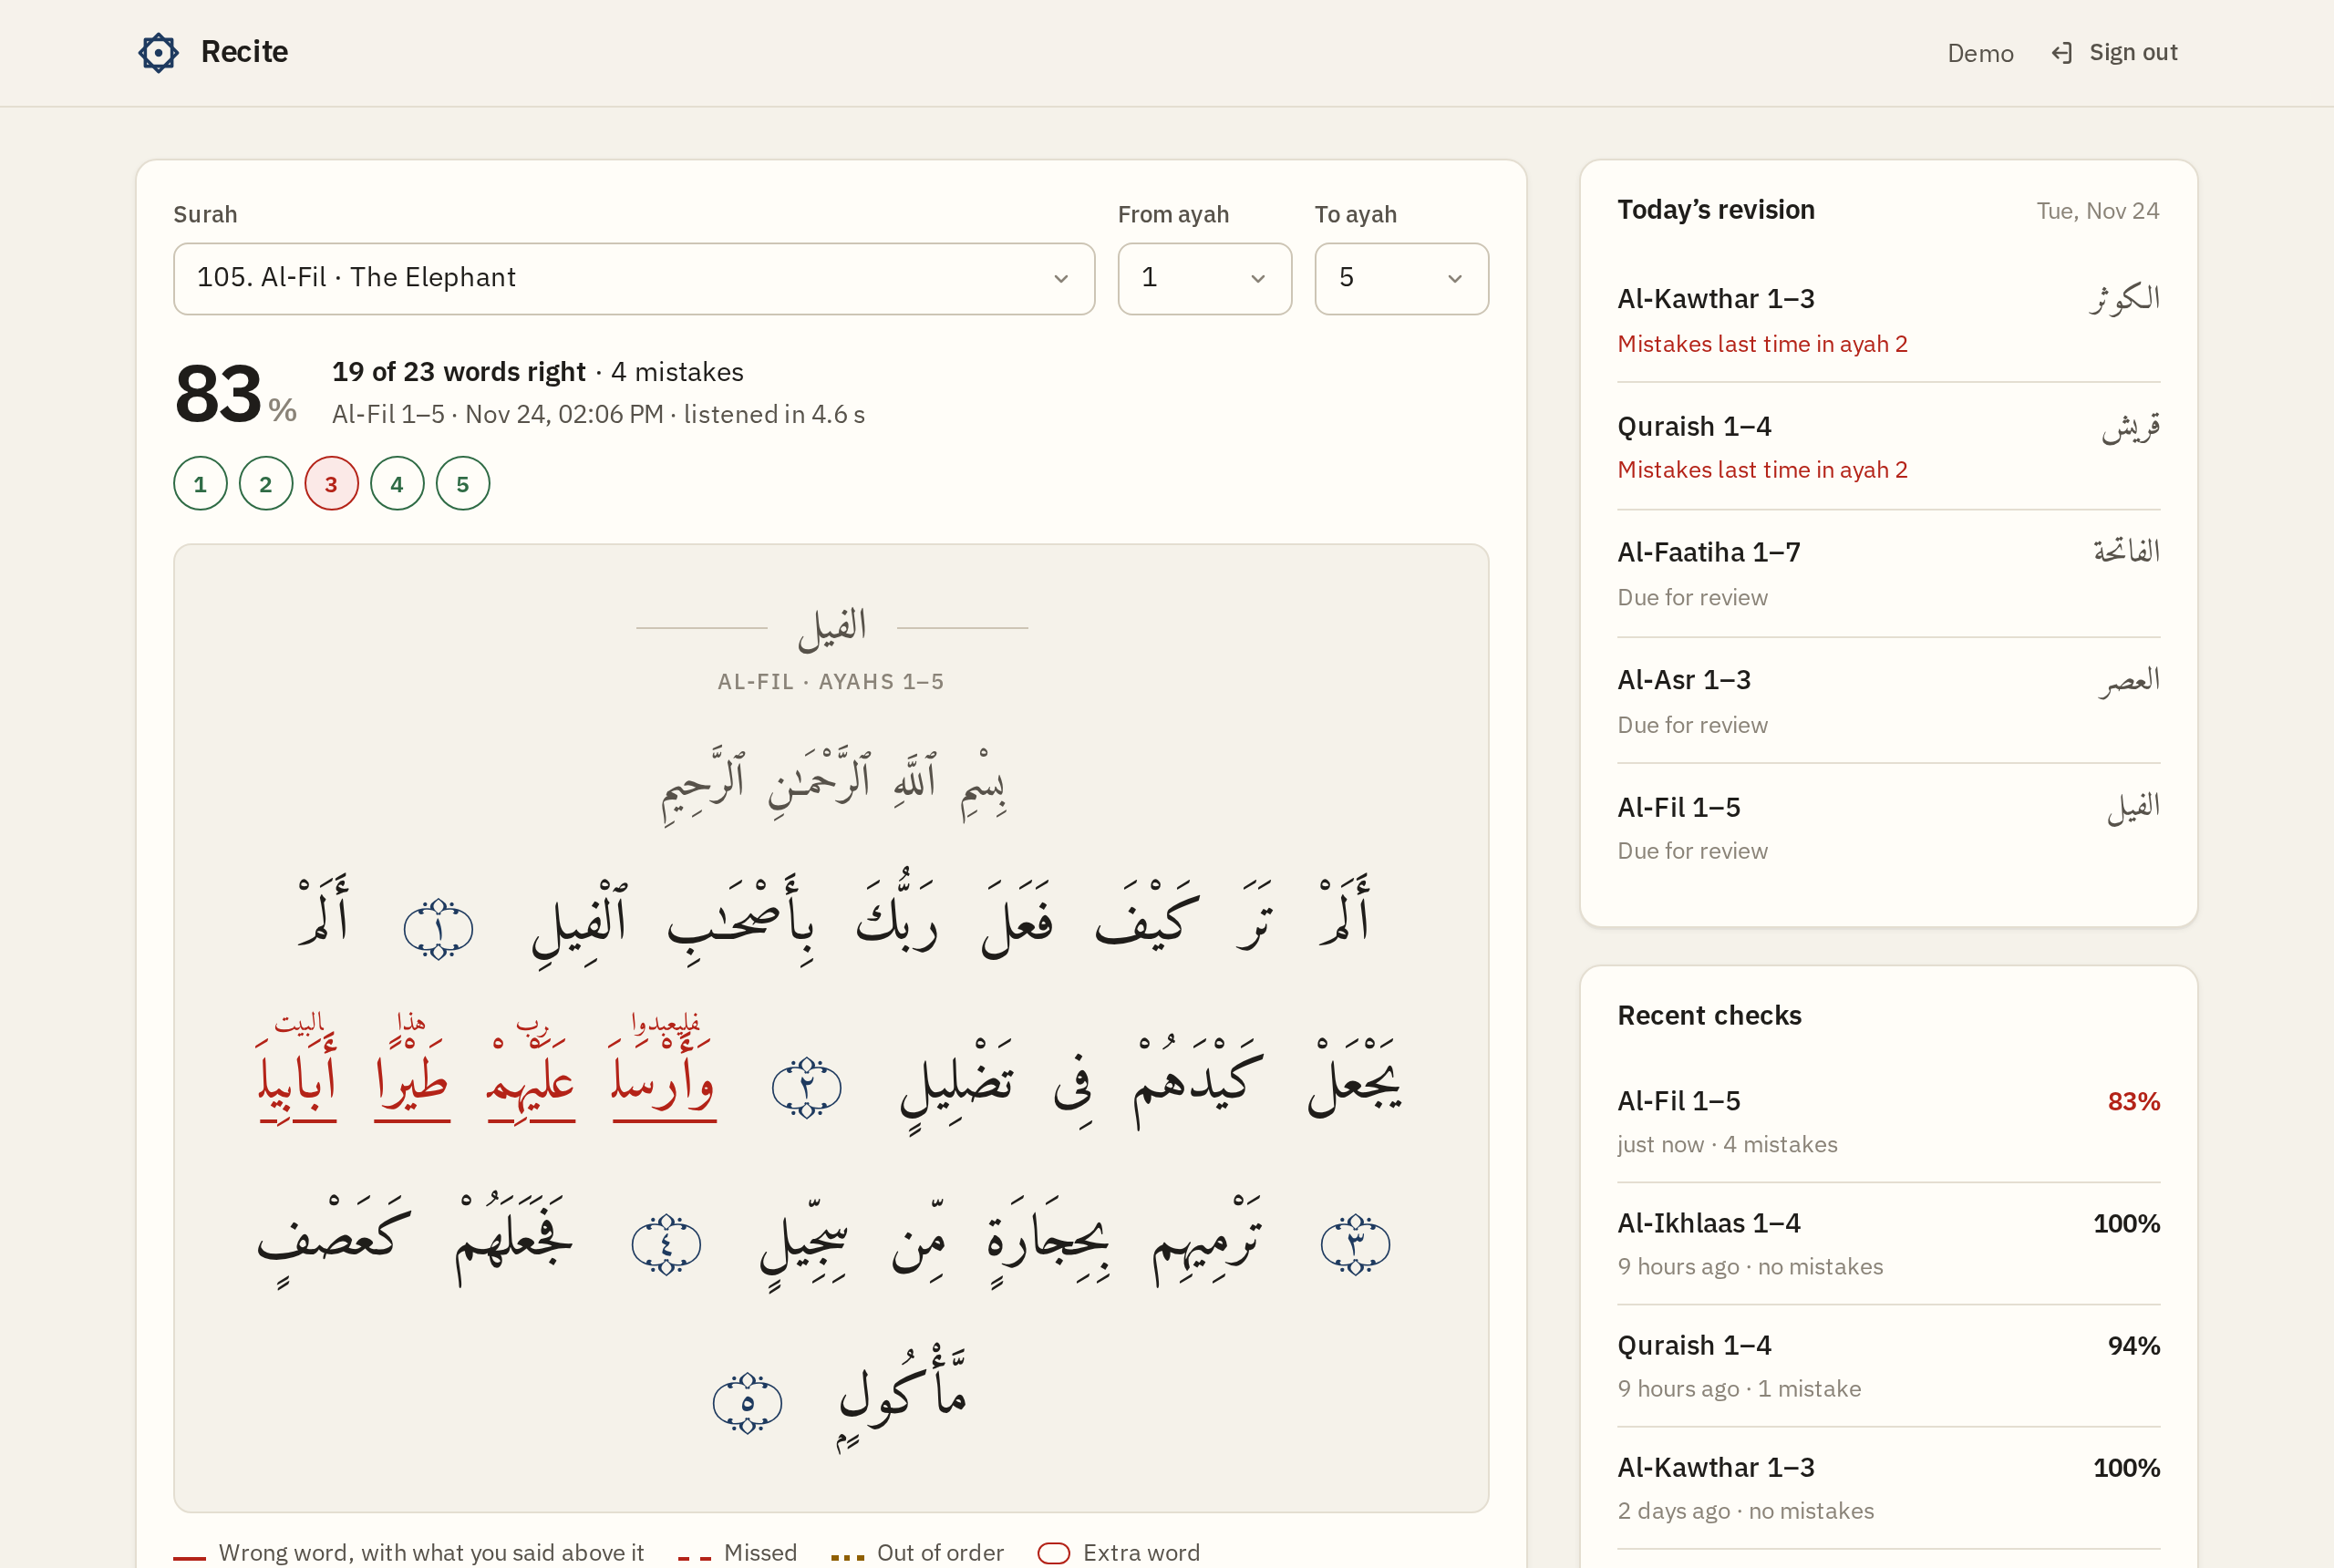 Recite
Demo
Sign out
Surah
From ayah
To ayah
105. Al-Fil · The Elephant
1
5
83%
19 of 23 words right · 4 mistakes
Al-Fil 1–5 · Nov 24, 02:06 PM · listened in 4.6 s
1 2 3 4 5
الفيل
AL-FIL · AYAHS 1–5
بِسْمِ ٱللَّهِ ٱلرَّحْمَـٰنِ ٱلرَّحِيمِ
أَلَمْ تَرَ كَيْفَ فَعَلَ رَبُّكَ بِأَصْحَـٰبِ ٱلْفِيلِ ١ أَلَمْ
فليعبدوا رب هذا البيت
يَجْعَلْ كَيْدَهُمْ فِى تَضْلِيلٍ ٢ وَأَرْسَلَ عَلَيْهِمْ طَيْرًا أَبَابِيلَ
٣ تَرْمِيهِم بِحِجَارَةٍ مِّن سِجِّيلٍ ٤ فَجَعَلَهُمْ كَعَصْفٍ
مَّأْكُولٍۭ ٥
Wrong word, with what you said above it
Missed
Out of order
Extra word
Today’s revision
Tue, Nov 24
Al-Kawthar 1–3 الكوثر
Mistakes last time in ayah 2
Quraish 1–4 قريش
Mistakes last time in ayah 2
Al-Faatiha 1–7 الفاتحة
Due for review
Al-Asr 1–3 العصر
Due for review
Al-Fil 1–5 الفيل
Due for review
Recent checks
Al-Fil 1–5 83%
just now · 4 mistakes
Al-Ikhlaas 1–4 100%
9 hours ago · no mistakes
Quraish 1–4 94%
9 hours ago · 1 mistake
Al-Kawthar 1–3 100%
2 days ago · no mistakes